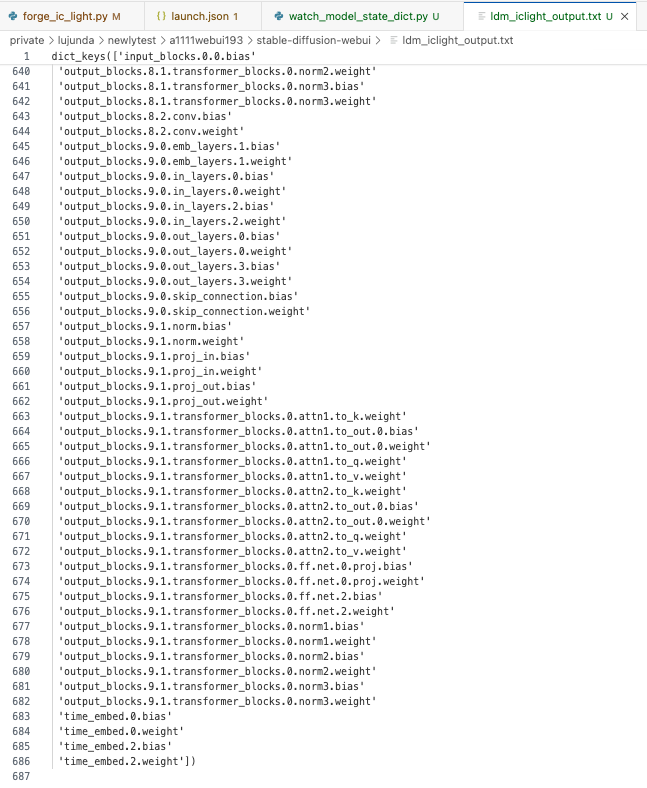 forge_ic_light.py M
{} launch.json 1
watch_model_state_dict.py U
ldm_iclight_output.txt U ×
private > lujunda > newlytest > a1111webui193 > stable-diffusion-webui > ldm_iclight_output.txt
1 dict_keys(['input_blocks.0.0.bias'
640 'output_blocks.8.1.transformer_blocks.0.norm2.weight'
641 'output_blocks.8.1.transformer_blocks.0.norm3.bias'
642 'output_blocks.8.1.transformer_blocks.0.norm3.weight'
643 'output_blocks.8.2.conv.bias'
644 'output_blocks.8.2.conv.weight'
645 'output_blocks.9.0.emb_layers.1.bias'
646 'output_blocks.9.0.emb_layers.1.weight'
647 'output_blocks.9.0.in_layers.0.bias'
648 'output_blocks.9.0.in_layers.0.weight'
649 'output_blocks.9.0.in_layers.2.bias'
650 'output_blocks.9.0.in_layers.2.weight'
651 'output_blocks.9.0.out_layers.0.bias'
652 'output_blocks.9.0.out_layers.0.weight'
653 'output_blocks.9.0.out_layers.3.bias'
654 'output_blocks.9.0.out_layers.3.weight'
655 'output_blocks.9.0.skip_connection.bias'
656 'output_blocks.9.0.skip_connection.weight'
657 'output_blocks.9.1.norm.bias'
658 'output_blocks.9.1.norm.weight'
659 'output_blocks.9.1.proj_in.bias'
660 'output_blocks.9.1.proj_in.weight'
661 'output_blocks.9.1.proj_out.bias'
662 'output_blocks.9.1.proj_out.weight'
663 'output_blocks.9.1.transformer_blocks.0.attn1.to_k.weight'
664 'output_blocks.9.1.transformer_blocks.0.attn1.to_out.0.bias'
665 'output_blocks.9.1.transformer_blocks.0.attn1.to_out.0.weight'
666 'output_blocks.9.1.transformer_blocks.0.attn1.to_q.weight'
667 'output_blocks.9.1.transformer_blocks.0.attn1.to_v.weight'
668 'output_blocks.9.1.transformer_blocks.0.attn2.to_k.weight'
669 'output_blocks.9.1.transformer_blocks.0.attn2.to_out.0.bias'
670 'output_blocks.9.1.transformer_blocks.0.attn2.to_out.0.weight'
671 'output_blocks.9.1.transformer_blocks.0.attn2.to_q.weight'
672 'output_blocks.9.1.transformer_blocks.0.attn2.to_v.weight'
673 'output_blocks.9.1.transformer_blocks.0.ff.net.0.proj.bias'
674 'output_blocks.9.1.transformer_blocks.0.ff.net.0.proj.weight'
675 'output_blocks.9.1.transformer_blocks.0.ff.net.2.bias'
676 'output_blocks.9.1.transformer_blocks.0.ff.net.2.weight'
677 'output_blocks.9.1.transformer_blocks.0.norm1.bias'
678 'output_blocks.9.1.transformer_blocks.0.norm1.weight'
679 'output_blocks.9.1.transformer_blocks.0.norm2.bias'
680 'output_blocks.9.1.transformer_blocks.0.norm2.weight'
681 'output_blocks.9.1.transformer_blocks.0.norm3.bias'
682 'output_blocks.9.1.transformer_blocks.0.norm3.weight'
683 'time_embed.0.bias'
684 'time_embed.0.weight'
685 'time_embed.2.bias'
686 'time_embed.2.weight'])
687